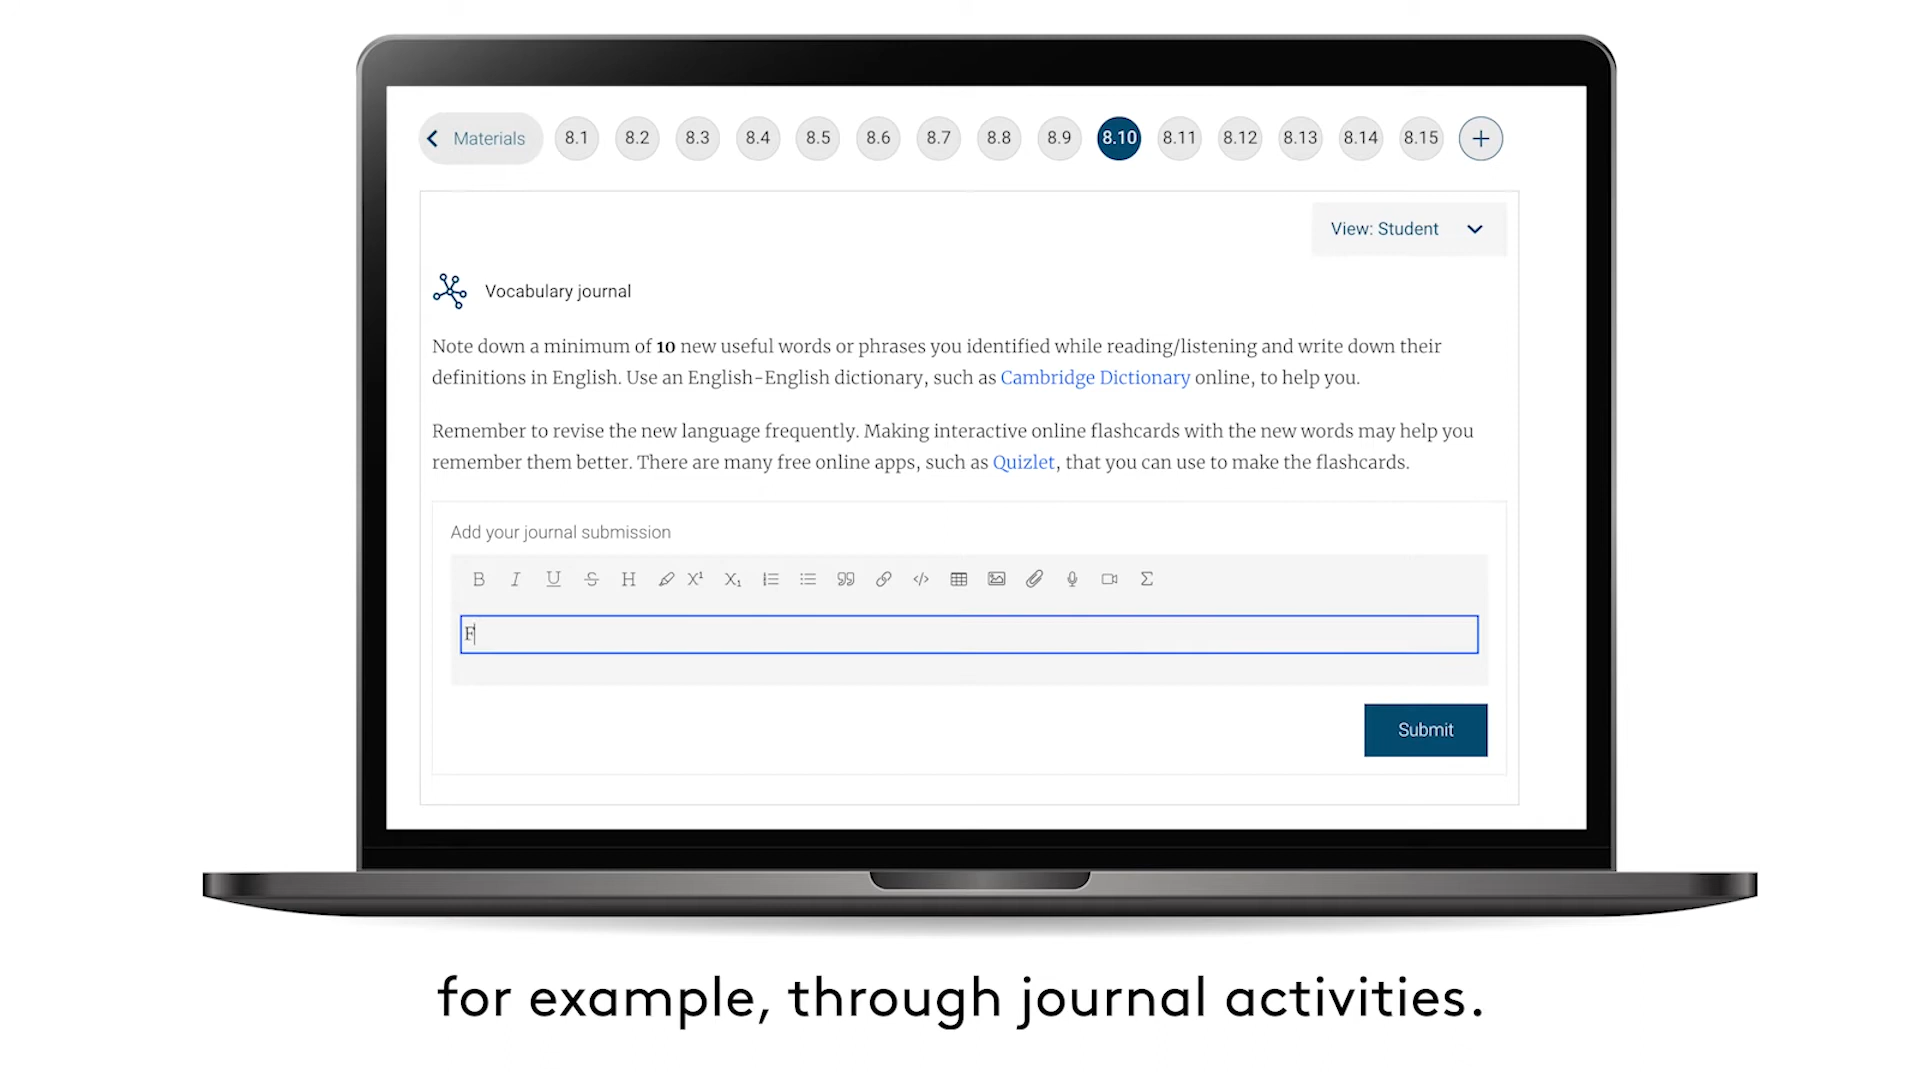 Materials 8.1 8.2 8.3 8.4 8.5 8.6 8.7 8.8 8.9 8.10 8.11 8.12 8.13 8.14 8.15 +
View: Student
Vocabulary journal
Note down a minimum of 10 new useful words or phrases you identified while reading/listening and write down their
definitions in English. Use an English-English dictionary, such as Cambridge Dictionary online, to help you.
Remember to revise the new language frequently. Making interactive online flashcards with the new words may help you
remember them better. There are many free online apps, such as Quizlet, that you can use to make the flashcards.
Add your journal submission
B I U S H X¹ X₁ </> Σ
F
Submit
for example, through journal activities.